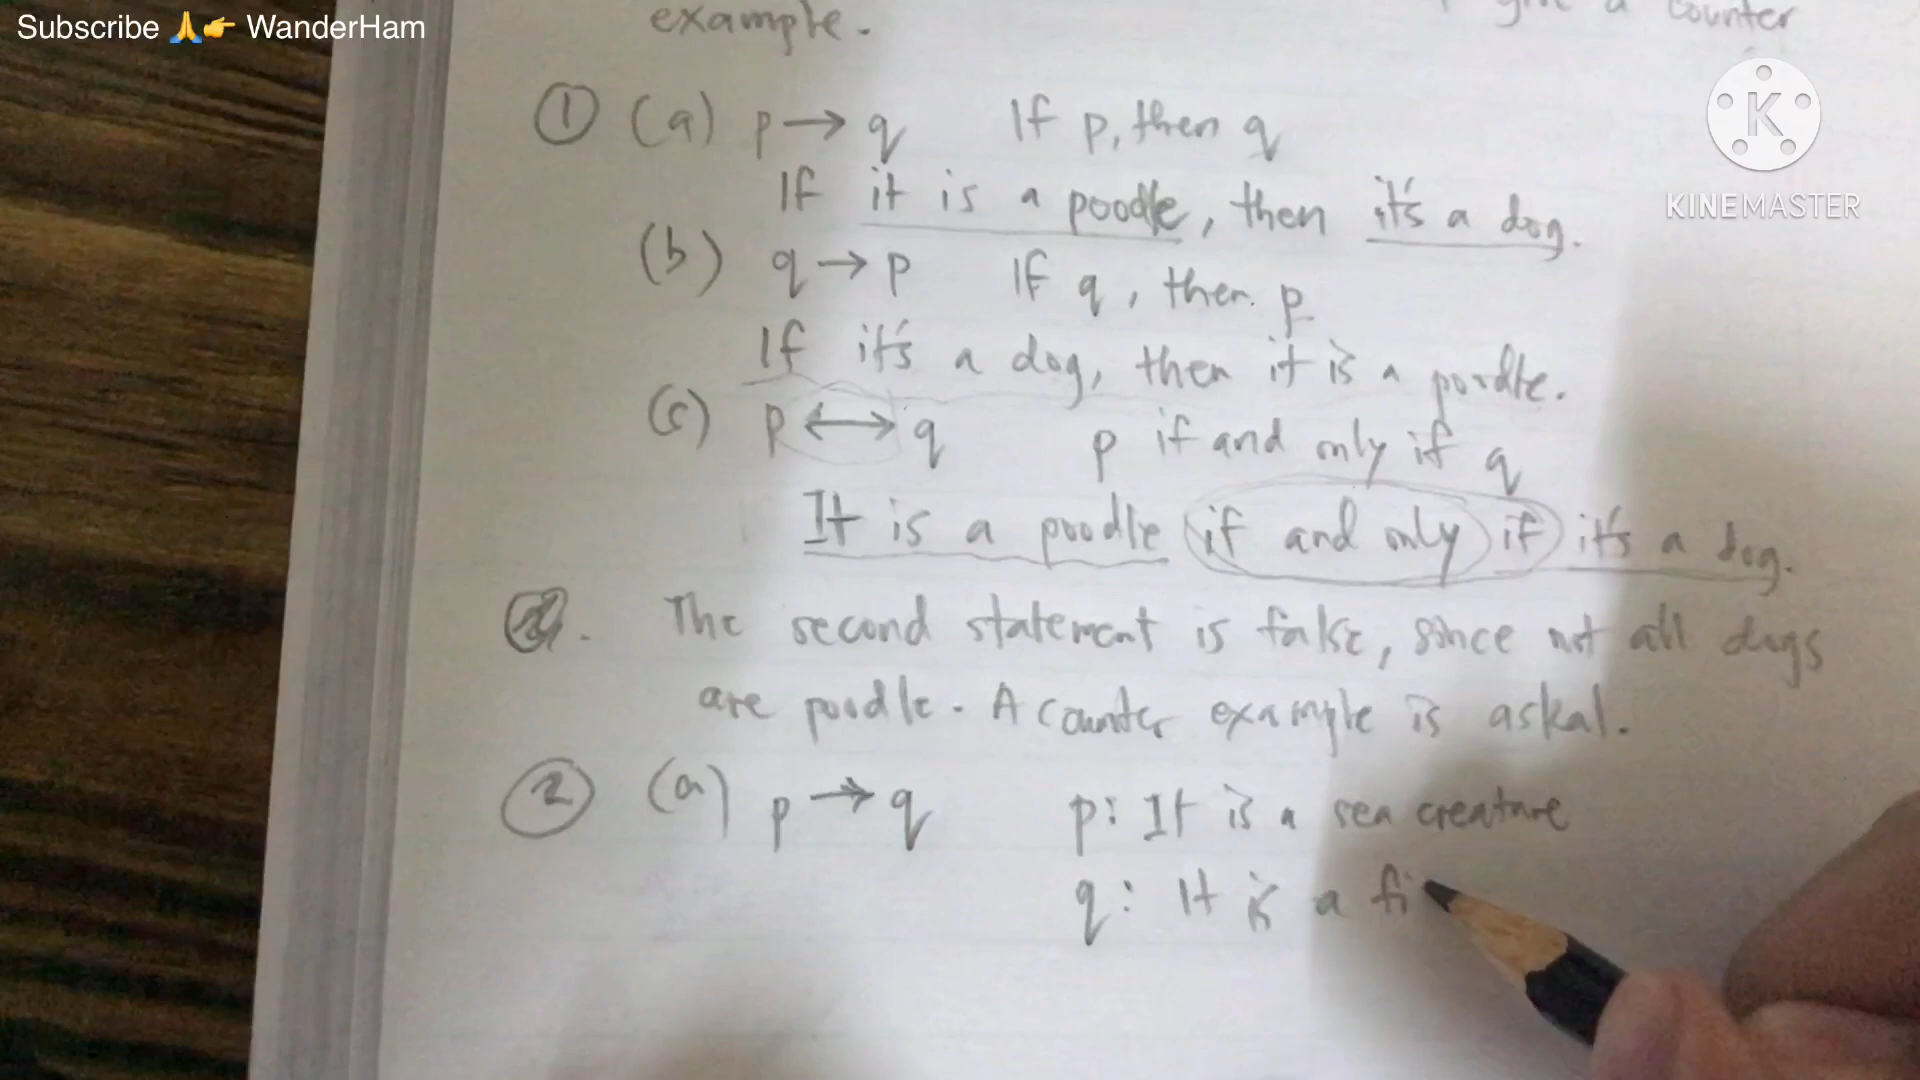 Subscribe 🙏👉 WanderHam
give a counter
example.
KINEMASTER
① (a) p → q If p, then q
If it is a poodle, then it's a dog.
(b) q → p If q, then p
If it's a dog, then it is a poodle.
(c) p ↔ q p if and only if q
It is a poodle if and only if it's a dog.
The second statement is false, since not all dogs
are poodle. A counter example is askal.
② (a) p → q p: It is a sea creature
q: It is a fi